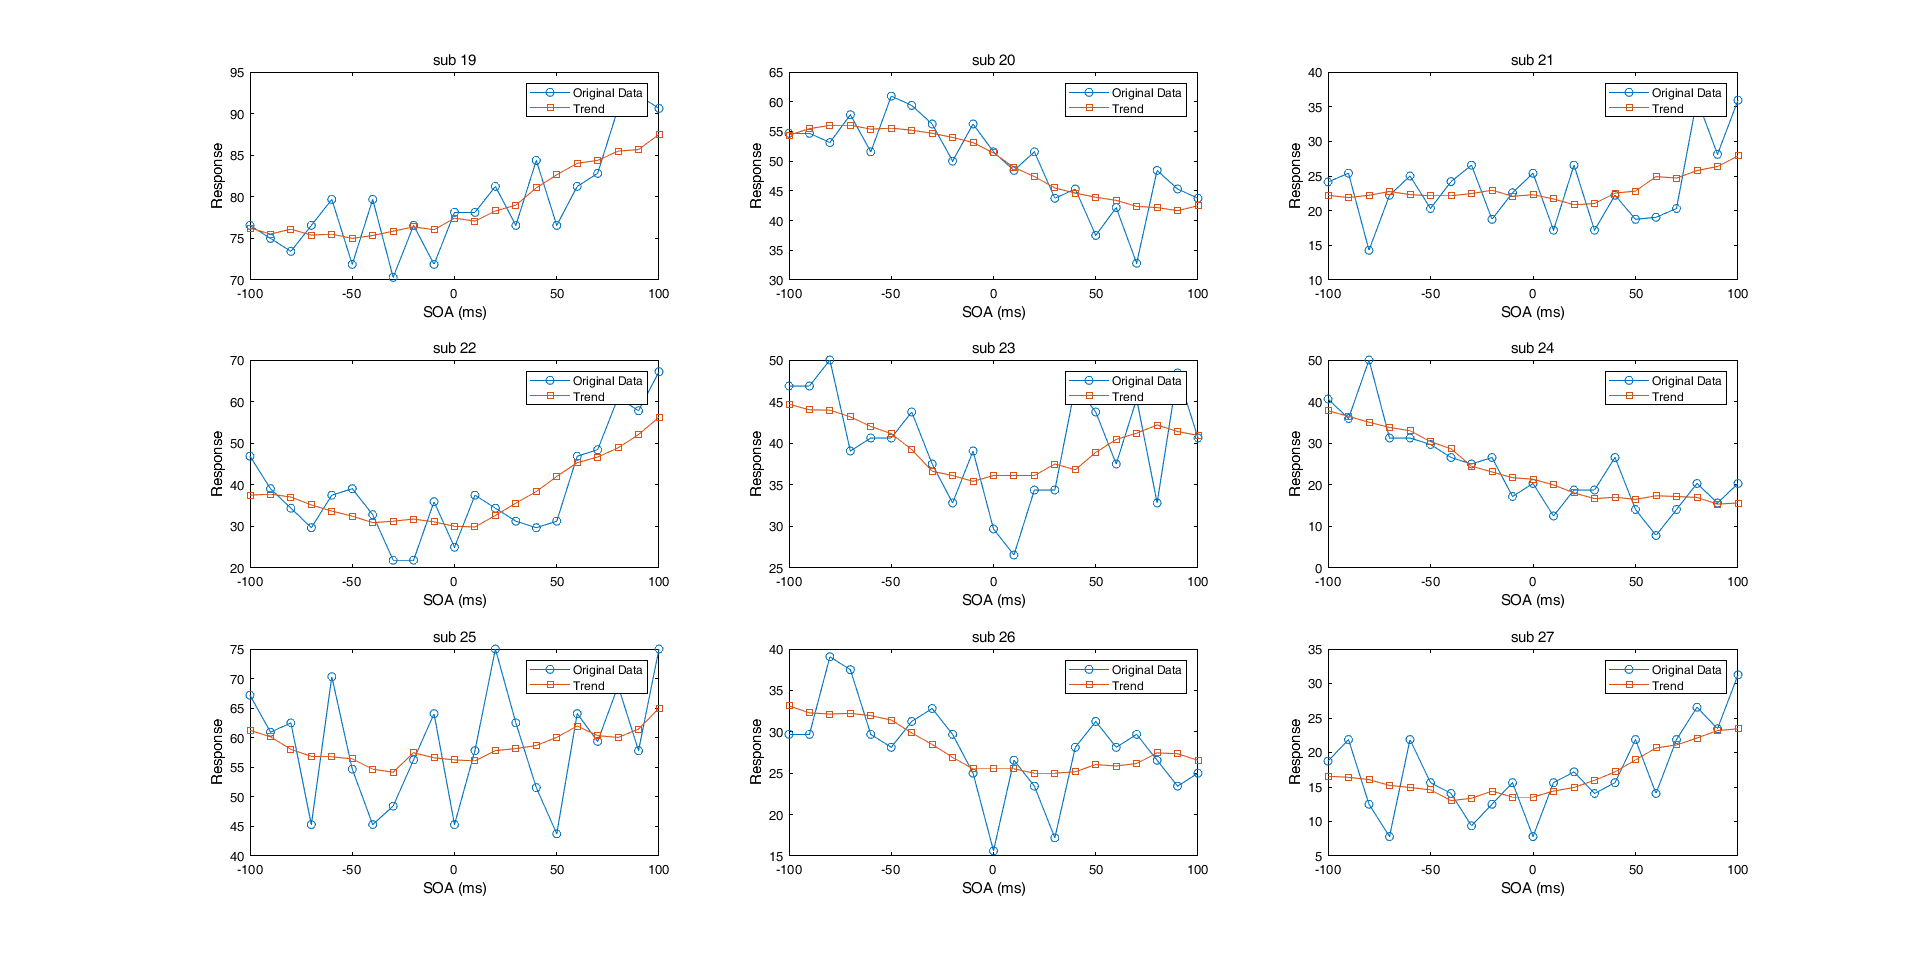 sub 19
95
90
85
80
75
70
Response
Original Data
Trend
-100 -50 0 50 100
SOA (ms)
sub 20
65
60
55
50
45
40
35
30
Response
Original Data
Trend
-100 -50 0 50 100
SOA (ms)
sub 21
40
35
30
25
20
15
10
Response
Original Data
Trend
-100 -50 0 50 100
SOA (ms)
sub 22
70
60
50
40
30
20
Response
Original Data
Trend
-100 -50 0 50 100
SOA (ms)
sub 23
50
45
40
35
30
25
Response
Original Data
Trend
-100 -50 0 50 100
SOA (ms)
sub 24
50
40
30
20
10
0
Response
Original Data
Trend
-100 -50 0 50 100
SOA (ms)
sub 25
75
70
65
60
55
50
45
40
Response
Original Data
Trend
-100 -50 0 50 100
SOA (ms)
sub 26
40
35
30
25
20
15
Response
Original Data
Trend
-100 -50 0 50 100
SOA (ms)
sub 27
35
30
25
20
15
10
5
Response
Original Data
Trend
-100 -50 0 50 100
SOA (ms)